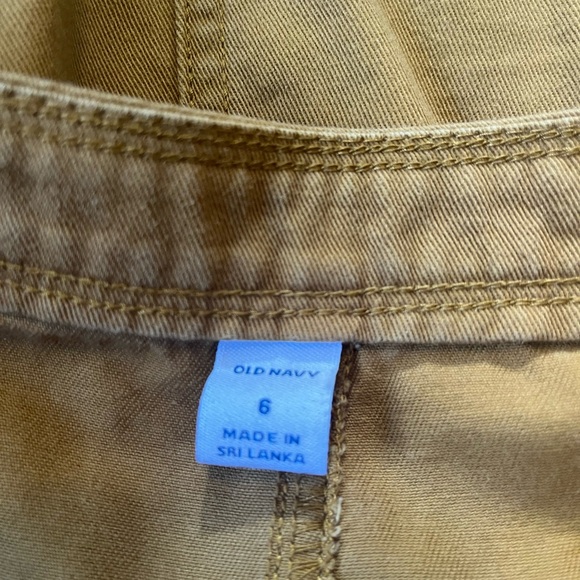 OLD NAVY
6
MADE IN
SRI LANKA